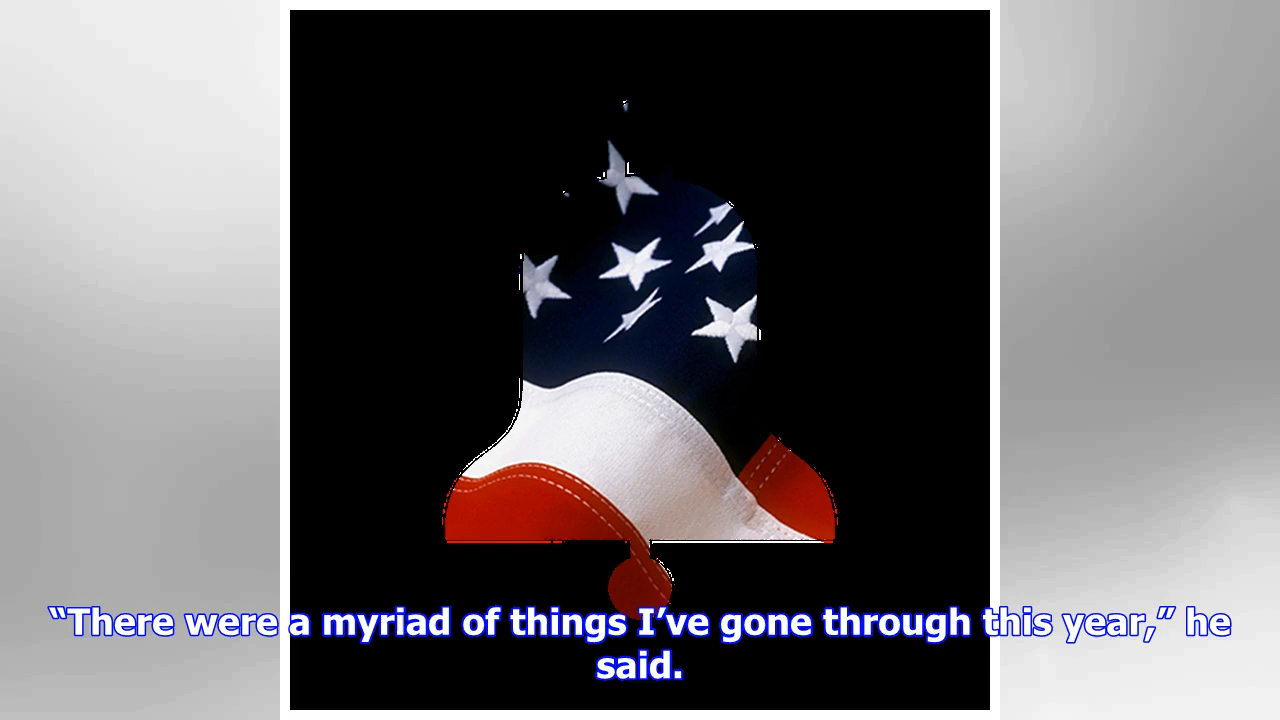 “There were a myriad of things I’ve gone through this year,” he
said.